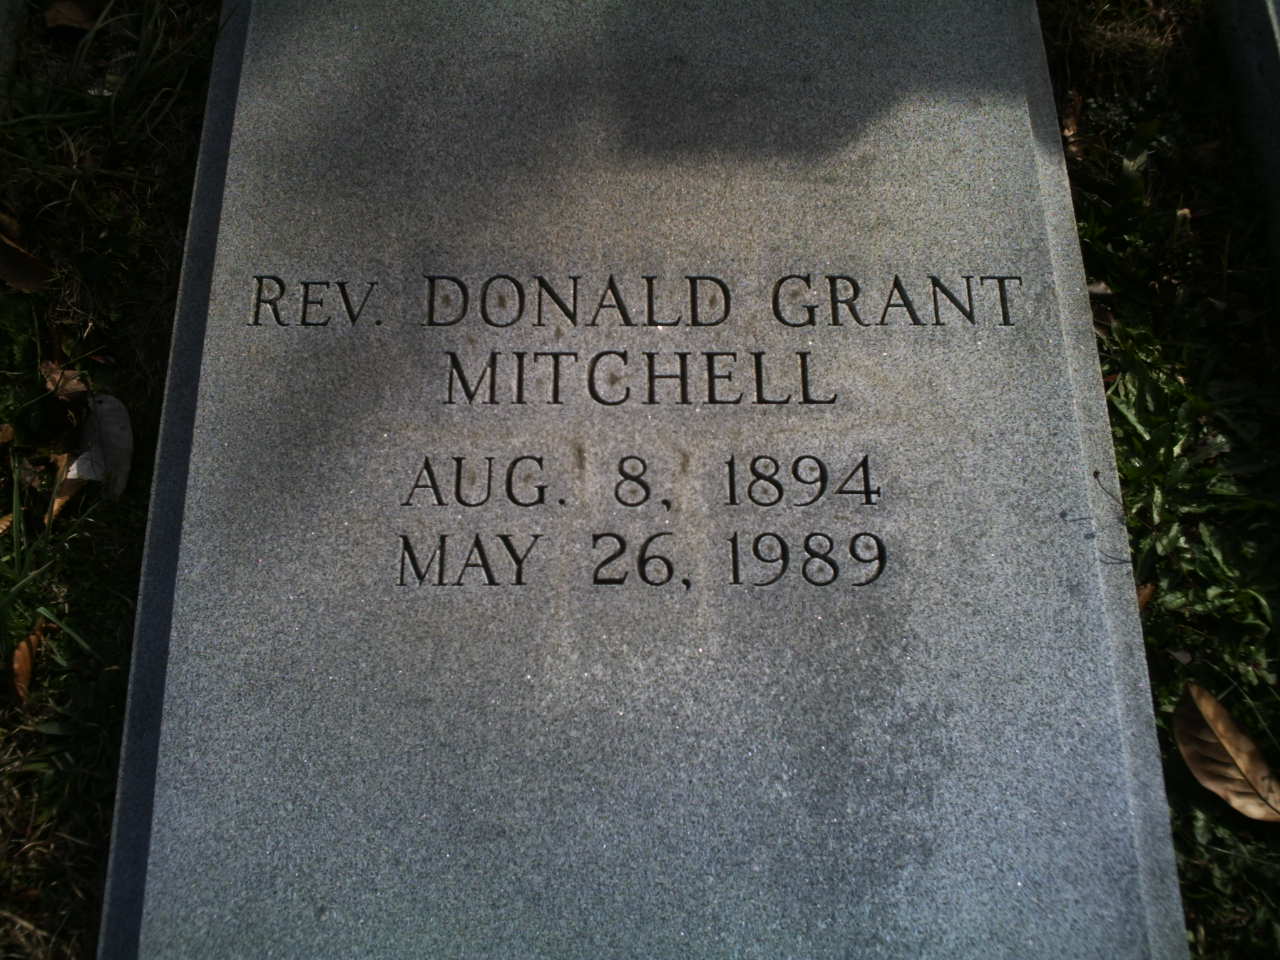 REV. DONALD GRANT
MITCHELL
AUG. 8, 1894
MAY 26, 1989